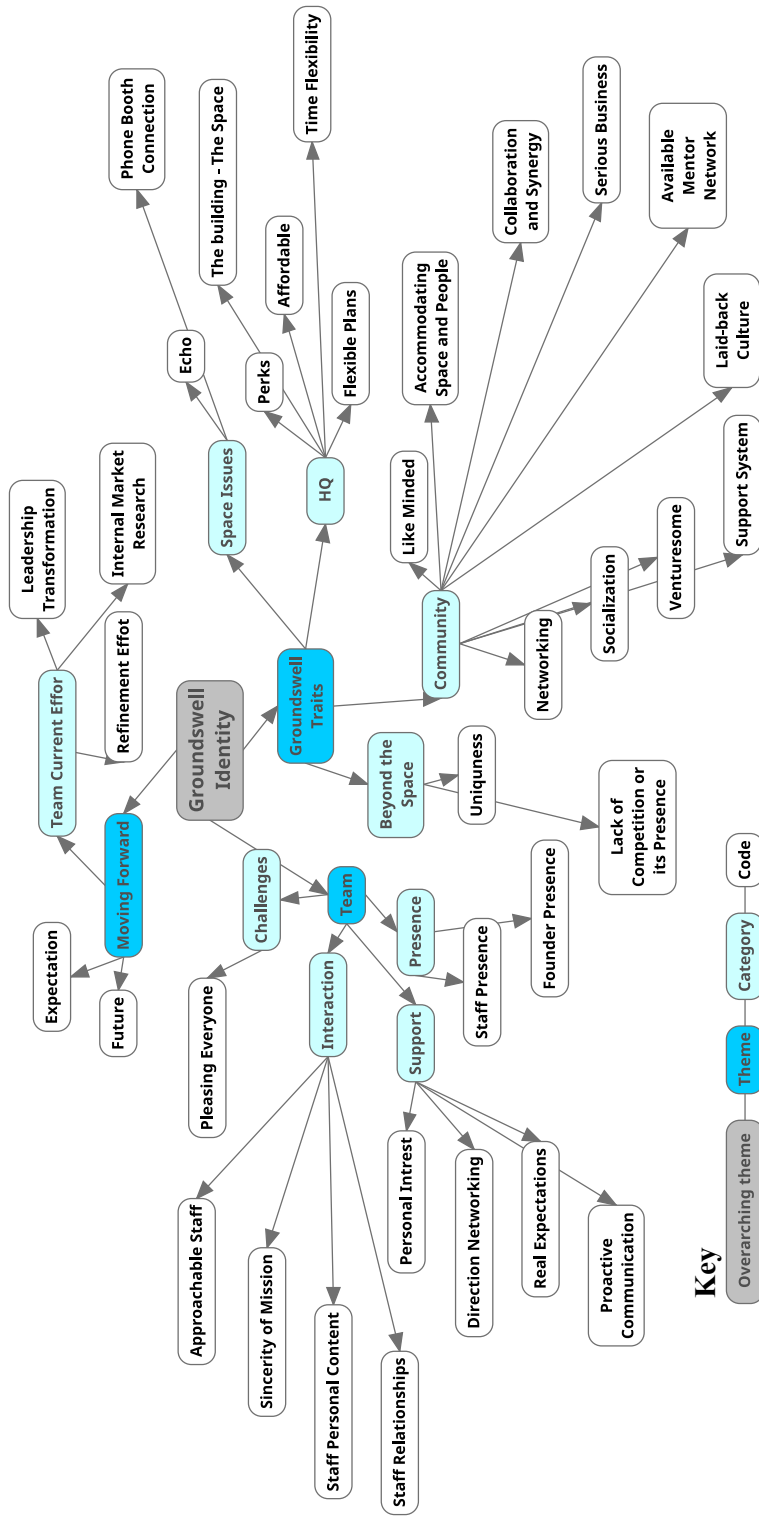 Leadership
Transformation
Internal Market
Research
Refinement Effot
Team Current Effor
Moving Forward
Expectation
Future
Groundswell
Identity
Phone Booth
Connection
Echo
Space Issues
The building – The Space
Time Flexibility
Affordable
Perks
Flexible Plans
HQ
Groundswell
Traits
Accommodating
Space and People
Collaboration
and Synergy
Serious Business
Available
Mentor
Network
Laid-back
Culture
Like Minded
Community
Networking
Socialization
Venturesome
Support System
Beyond the
Space
Uniquness
Lack of
Competition or
its Presence
Challenges
Pleasing Everyone
Team
Interaction
Approachable Staff
Sincerity of Mission
Staff Personal Content
Staff Relationships
Presence
Staff Presence
Founder Presence
Support
Personal Intrest
Direction Networking
Real Expectations
Proactive
Communication
Key
Overarching theme
Theme
Category
Code